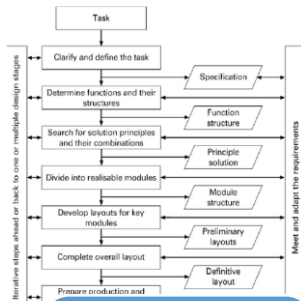 Task
Clarify and define the task
Specification
Determine functions and their
structures
Function
structure
Search for solution principles
and their combinations
Principle
solution
Divide into realisable modules
Module
structure
Develop layouts for key
modules
Preliminary
layouts
Complete overall layout
Definitive
layout
Prepare production and
Iterative steps ahead or back to one or multiple design stages
Meet and adapt the requirements